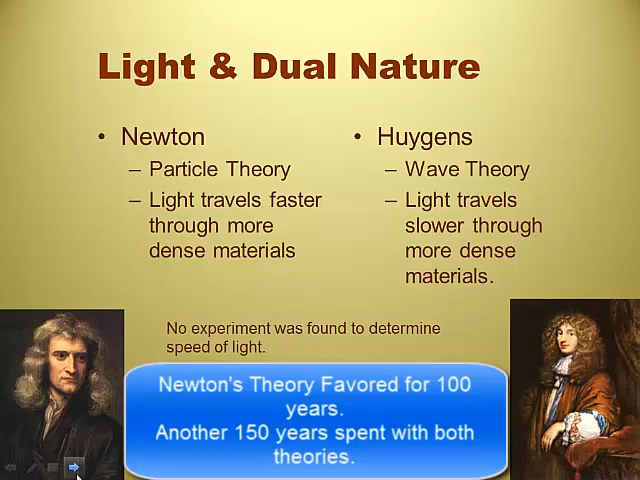 Light & Dual Nature
• Newton
– Particle Theory
– Light travels faster
through more
dense materials
• Huygens
– Wave Theory
– Light travels
slower through
more dense
materials.
No experiment was found to determine
speed of light.
Newton's Theory Favored for 100
years.
Another 150 years spent with both
theories.